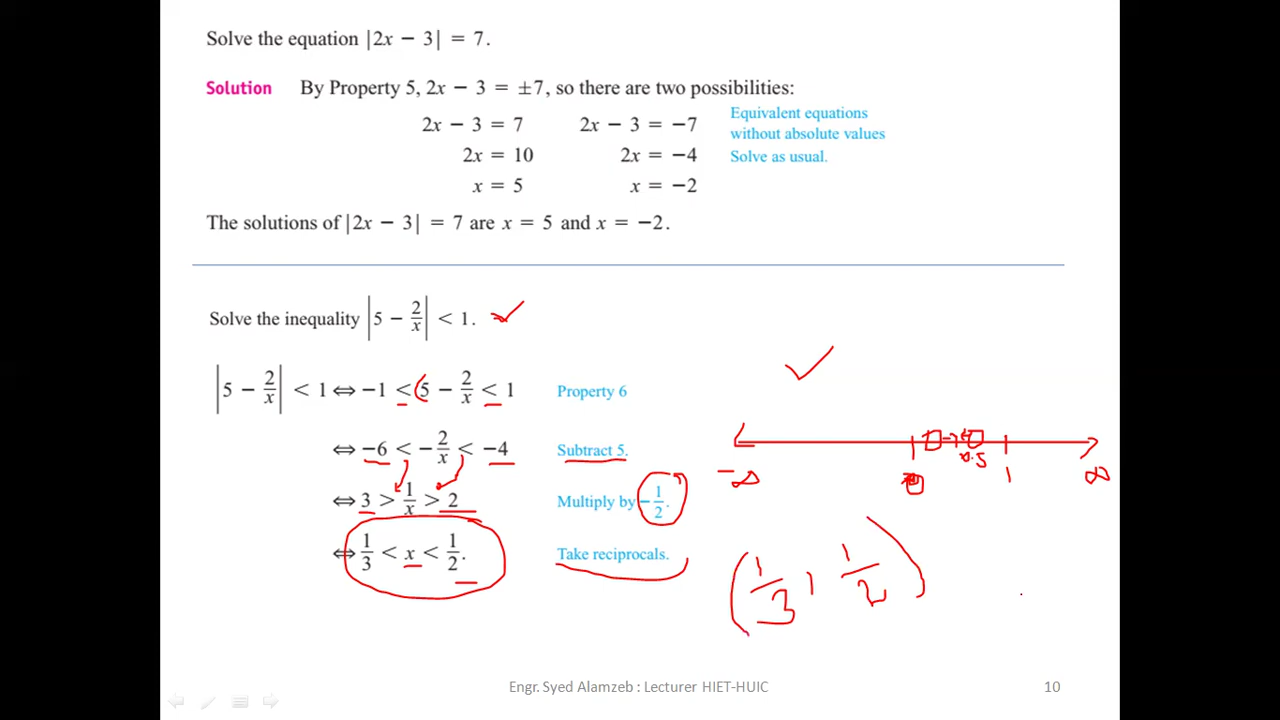 Solve the equation |2x − 3| = 7.
Solution By Property 5, 2x − 3 = ±7, so there are two possibilities:
2x − 3 = 7 2x − 3 = −7 Equivalent equations
without absolute values
2x = 10 2x = −4 Solve as usual.
x = 5 x = −2
The solutions of |2x − 3| = 7 are x = 5 and x = −2.
Solve the inequality |5 − 2/x| < 1.
|5 − 2/x| < 1 ⇔ −1 < 5 − 2/x < 1 Property 6
⇔ −6 < −2/x < −4 Subtract 5.
⇔ 3 > 1/x > 2 Multiply by −1/2.
⇔ 1/3 < x < 1/2. Take reciprocals.
−∞ 0.5 1 ∞
(1/3, 1/2)
Engr. Syed Alamzeb : Lecturer HIET-HUIC 10